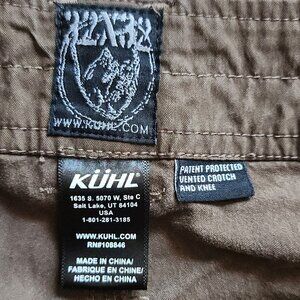 www.KUHL.COM
KÜHL
1635 S. 5070 W, Ste C
Salt Lake, UT 84104
USA
1-801-281-3185
WWW.KUHL.COM
RN#108846
MADE IN CHINA/
FABRIQUE EN CHINE/
HECHO EN CHINA
PATENT PROTECTED
VENTED CROTCH
AND KNEE